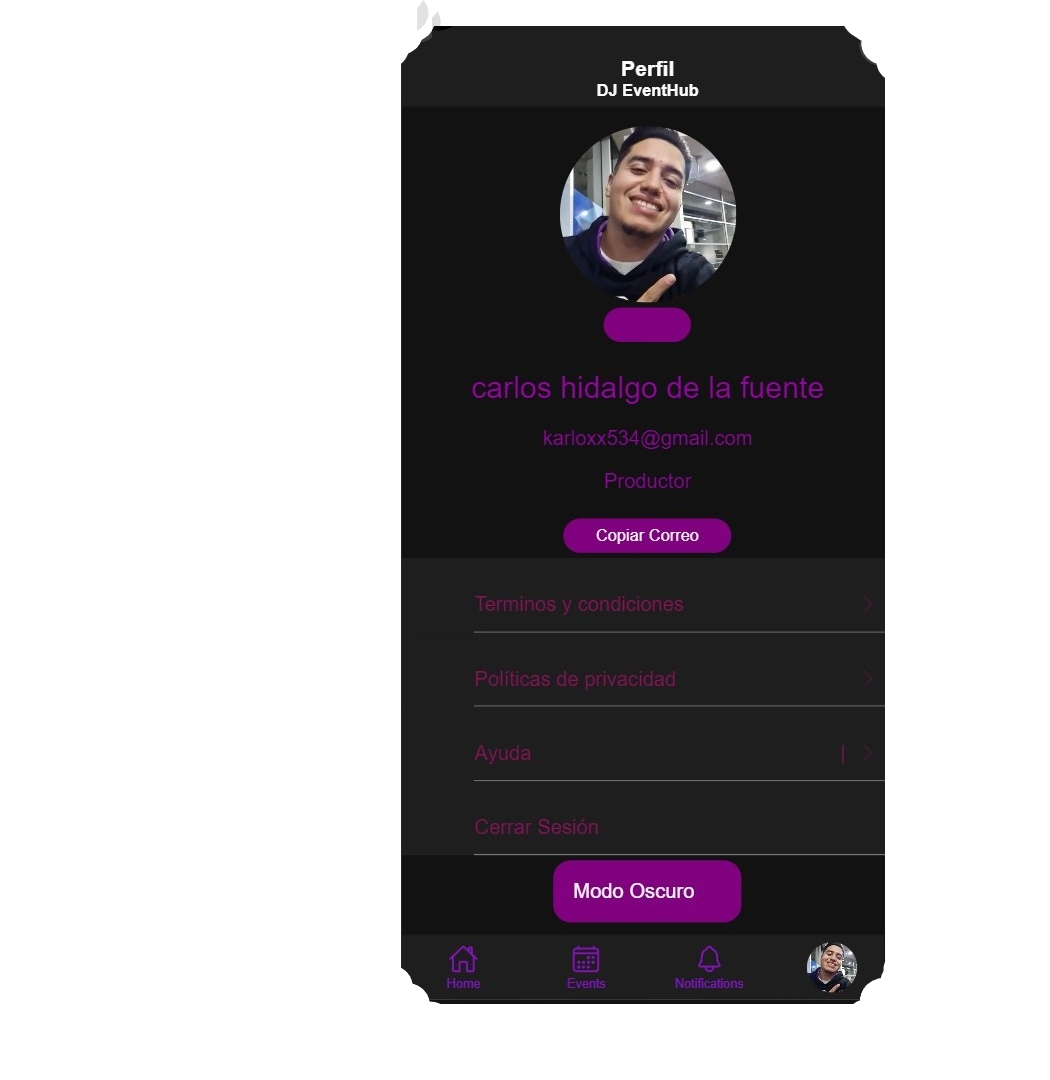 Perfil
DJ EventHub
carlos hidalgo de la fuente
karloxx534@gmail.com
Productor
Copiar Correo
Terminos y condiciones
Políticas de privacidad
Ayuda |
Cerrar Sesión
Modo Oscuro
Home Events Notifications